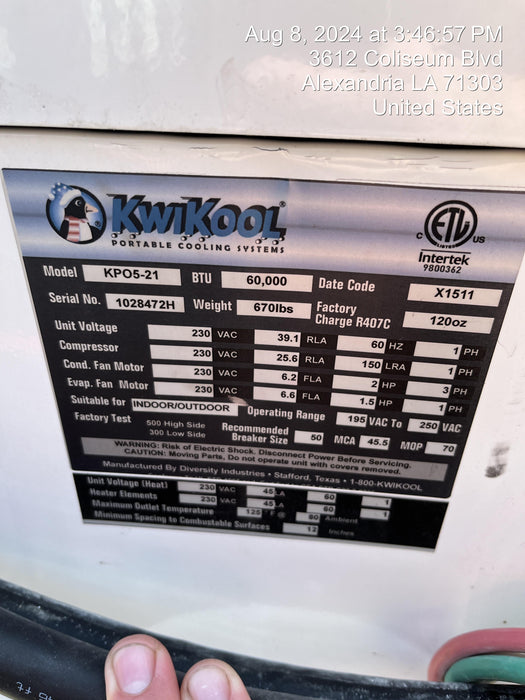 Aug 8, 2024 at 3:46:57 PM
3612 Coliseum Blvd
Alexandria LA 71303
United States
KwiKool
PORTABLE COOLING SYSTEMS
C ETL US
LISTED
Intertek
9800362
Model KPO5-21 BTU 60,000 Date Code X1511
Serial No. 1028472H Weight 670lbs Factory Charge R407C 120oz
Unit Voltage 230 VAC 39.1 RLA 60 HZ 1 PH
Compressor 230 VAC 25.6 RLA 150 LRA 1 PH
Cond. Fan Motor 230 VAC 6.2 FLA 2 HP 3 PH
Evap. Fan Motor 230 VAC 6.6 FLA 1.5 HP 1 PH
Suitable for INDOOR/OUTDOOR Operating Range 195 VAC To 250 VAC
Factory Test 500 High Side 300 Low Side Recommended Breaker Size 50 MCA 45.5 MOP 70
WARNING: Risk of Electric Shock. Disconnect Power Before Servicing.
CAUTION: Moving Parts. Do not operate unit with covers removed.
Manufactured By Diversity Industries • Stafford, Texas • 1-800-KWIKOOL
Unit Voltage (Heat) 230 VAC 45 LA 60 1
Heater Elements 230 VAC 45 LA 60 1
Maximum Outlet Temperature 125 °F @ 80 Ambient
Minimum Spacing to Combustable Surfaces 12 Inches